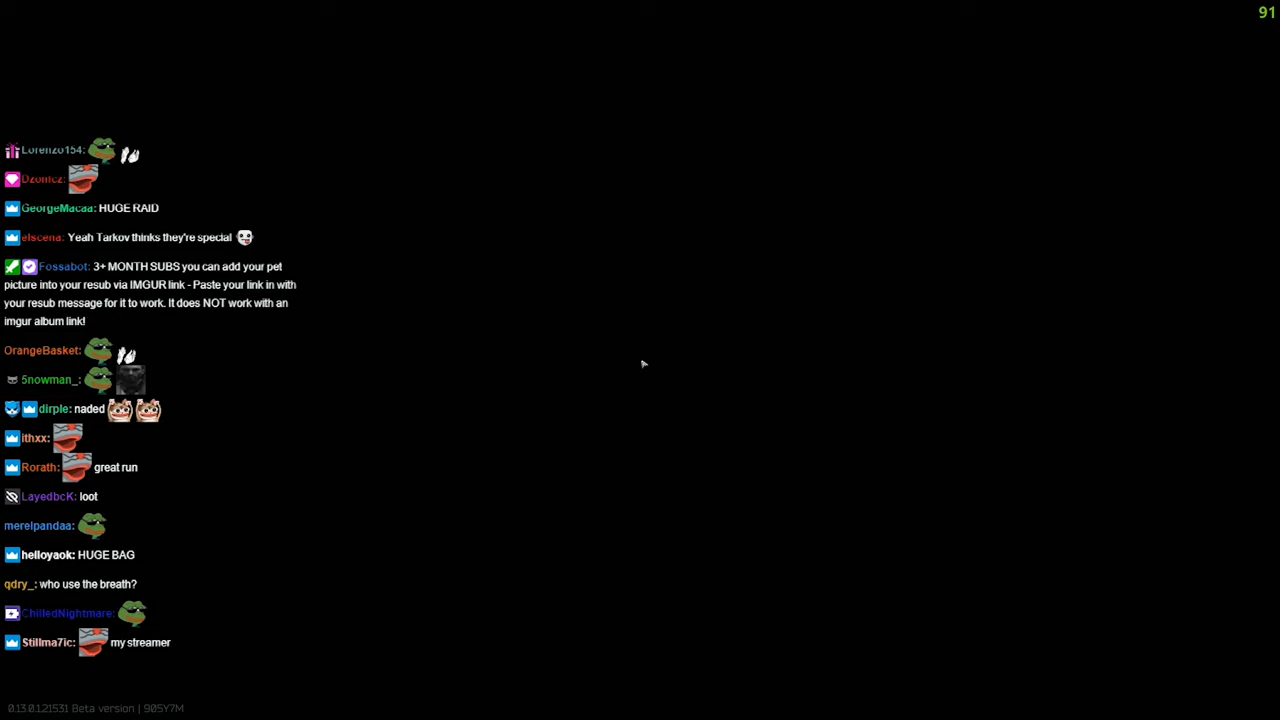 91
Lorenzo154:
Dzonicz:
GeorgeMacaa: HUGE RAID
elscena: Yeah Tarkov thinks they're special
Fossabot: 3+ MONTH SUBS you can add your pet
picture into your resub via IMGUR link - Paste your link in with
your resub message for it to work. It does NOT work with an
imgur album link!
OrangeBasket:
5nowman_:
dirple: naded
ithxx:
Rorath: great run
LayedbcK: loot
merelpandaa:
helloyaok: HUGE BAG
qdry_: who use the breath?
ChilledNightmare:
Stillma7ic: my streamer
0.13.0.1.21531 Beta version | 905Y7M